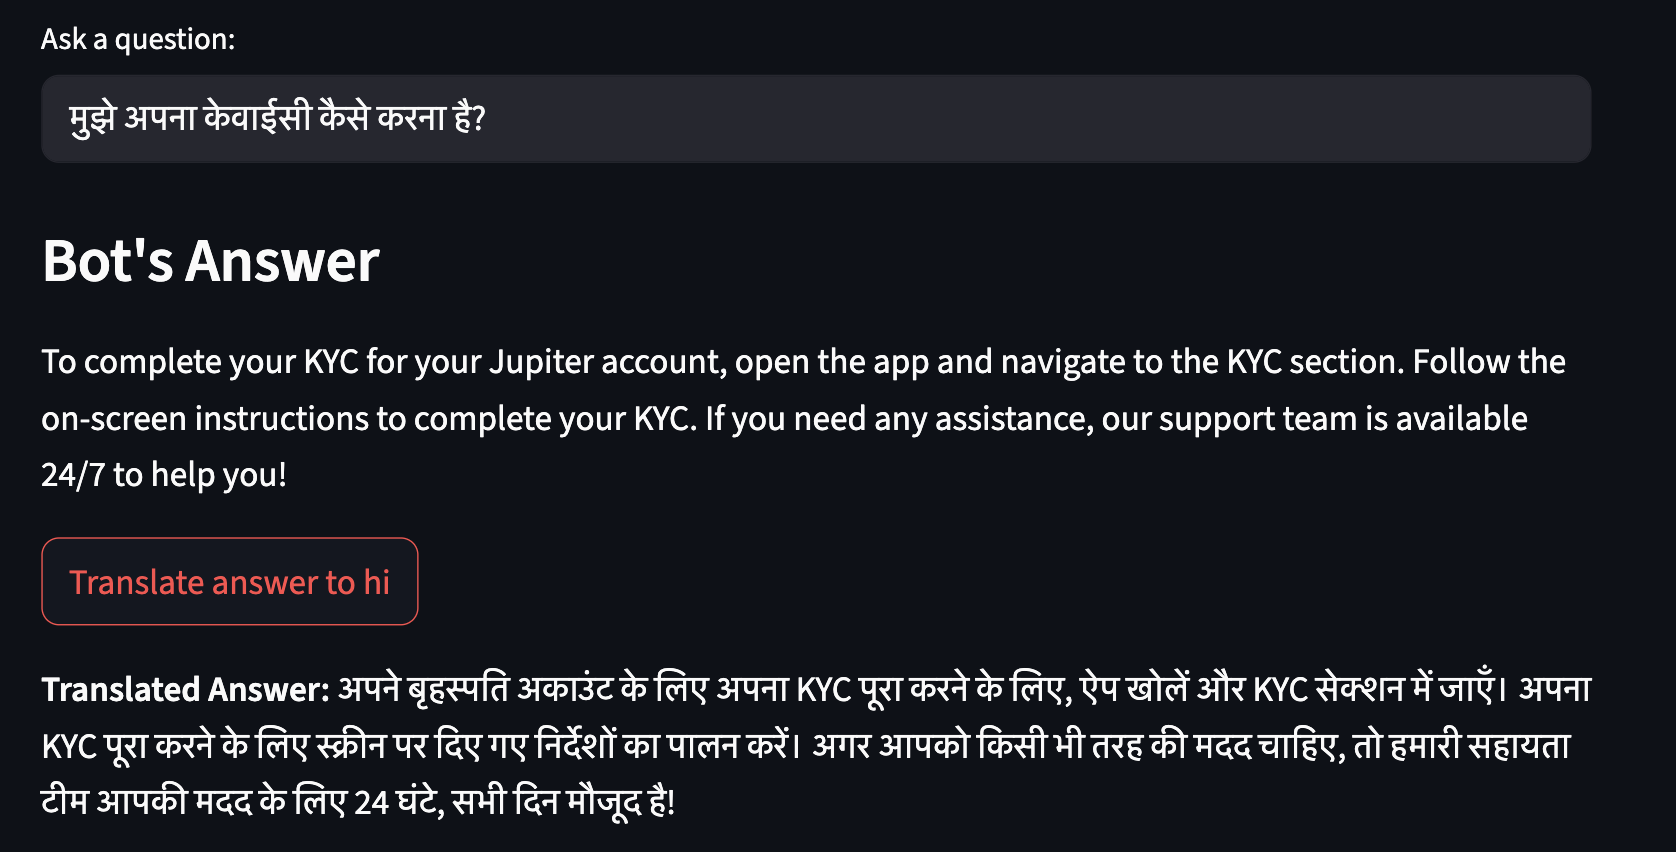 Ask a question:
मुझे अपना केवाईसी कैसे करना है?
Bot's Answer
To complete your KYC for your Jupiter account, open the app and navigate to the KYC section. Follow the
on-screen instructions to complete your KYC. If you need any assistance, our support team is available
24/7 to help you!
Translate answer to hi
Translated Answer: अपने बृहस्पति अकाउंट के लिए अपना KYC पूरा करने के लिए, ऐप खोलें और KYC सेक्शन में जाएँ। अपना
KYC पूरा करने के लिए स्क्रीन पर दिए गए निर्देशों का पालन करें। अगर आपको किसी भी तरह की मदद चाहिए, तो हमारी सहायता
टीम आपकी मदद के लिए 24 घंटे, सभी दिन मौजूद है!